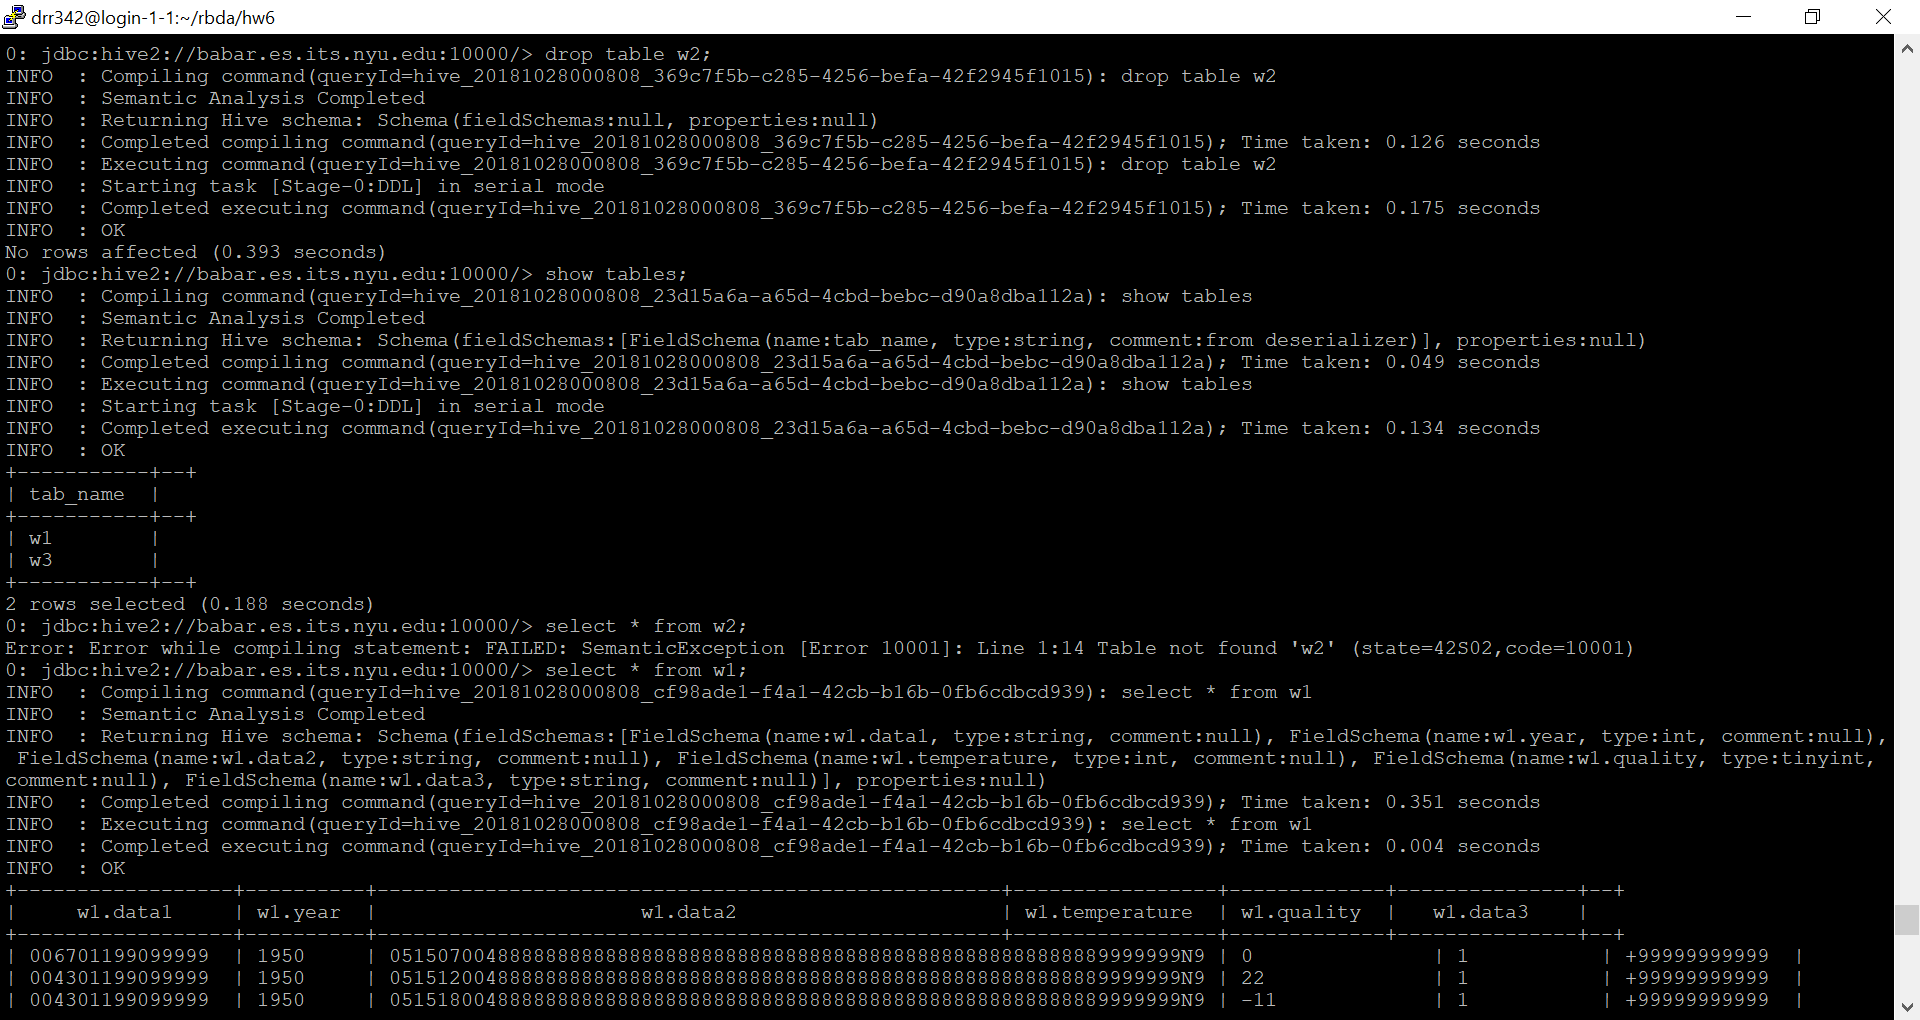 drr342@login-1-1:~/rbda/hw6
0: jdbc:hive2://babar.es.its.nyu.edu:10000/> drop table w2;
INFO  : Compiling command(queryId=hive_20181028000808_369c7f5b-c285-4256-befa-42f2945f1015): drop table w2
INFO  : Semantic Analysis Completed
INFO  : Returning Hive schema: Schema(fieldSchemas:null, properties:null)
INFO  : Completed compiling command(queryId=hive_20181028000808_369c7f5b-c285-4256-befa-42f2945f1015); Time taken: 0.126 seconds
INFO  : Executing command(queryId=hive_20181028000808_369c7f5b-c285-4256-befa-42f2945f1015): drop table w2
INFO  : Starting task [Stage-0:DDL] in serial mode
INFO  : Completed executing command(queryId=hive_20181028000808_369c7f5b-c285-4256-befa-42f2945f1015); Time taken: 0.175 seconds
INFO  : OK
No rows affected (0.393 seconds)
0: jdbc:hive2://babar.es.its.nyu.edu:10000/> show tables;
INFO  : Compiling command(queryId=hive_20181028000808_23d15a6a-a65d-4cbd-bebc-d90a8dba112a): show tables
INFO  : Semantic Analysis Completed
INFO  : Returning Hive schema: Schema(fieldSchemas:[FieldSchema(name:tab_name, type:string, comment:from deserializer)], properties:null)
INFO  : Completed compiling command(queryId=hive_20181028000808_23d15a6a-a65d-4cbd-bebc-d90a8dba112a); Time taken: 0.049 seconds
INFO  : Executing command(queryId=hive_20181028000808_23d15a6a-a65d-4cbd-bebc-d90a8dba112a): show tables
INFO  : Starting task [Stage-0:DDL] in serial mode
INFO  : Completed executing command(queryId=hive_20181028000808_23d15a6a-a65d-4cbd-bebc-d90a8dba112a); Time taken: 0.134 seconds
INFO  : OK
+-----------+--+
| tab_name  |
+-----------+--+
| w1        |
| w3        |
+-----------+--+
2 rows selected (0.188 seconds)
0: jdbc:hive2://babar.es.its.nyu.edu:10000/> select * from w2;
Error: Error while compiling statement: FAILED: SemanticException [Error 10001]: Line 1:14 Table not found 'w2' (state=42S02,code=10001)
0: jdbc:hive2://babar.es.its.nyu.edu:10000/> select * from w1;
INFO  : Compiling command(queryId=hive_20181028000808_cf98ade1-f4a1-42cb-b16b-0fb6cdbcd939): select * from w1
INFO  : Semantic Analysis Completed
INFO  : Returning Hive schema: Schema(fieldSchemas:[FieldSchema(name:w1.data1, type:string, comment:null), FieldSchema(name:w1.year, type:int, comment:null),
 FieldSchema(name:w1.data2, type:string, comment:null), FieldSchema(name:w1.temperature, type:int, comment:null), FieldSchema(name:w1.quality, type:tinyint,
comment:null), FieldSchema(name:w1.data3, type:string, comment:null)], properties:null)
INFO  : Completed compiling command(queryId=hive_20181028000808_cf98ade1-f4a1-42cb-b16b-0fb6cdbcd939); Time taken: 0.351 seconds
INFO  : Executing command(queryId=hive_20181028000808_cf98ade1-f4a1-42cb-b16b-0fb6cdbcd939): select * from w1
INFO  : Completed executing command(queryId=hive_20181028000808_cf98ade1-f4a1-42cb-b16b-0fb6cdbcd939); Time taken: 0.004 seconds
INFO  : OK
+------------------+----------+----------------------------------------------------+-----------------+-------------+---------------+--+
|     w1.data1     | w1.year  |                      w1.data2                      | w1.temperature  | w1.quality  |   w1.data3    |
+------------------+----------+----------------------------------------------------+-----------------+-------------+---------------+--+
| 006701199099999  | 1950     | 05150700488888888888888888888888888888888888888888888888889999999N9 | 0               | 1           | +99999999999  |
| 004301199099999  | 1950     | 05151200488888888888888888888888888888888888888888888888889999999N9 | 22              | 1           | +99999999999  |
| 004301199099999  | 1950     | 05151800488888888888888888888888888888888888888888888888889999999N9 | -11             | 1           | +99999999999  |